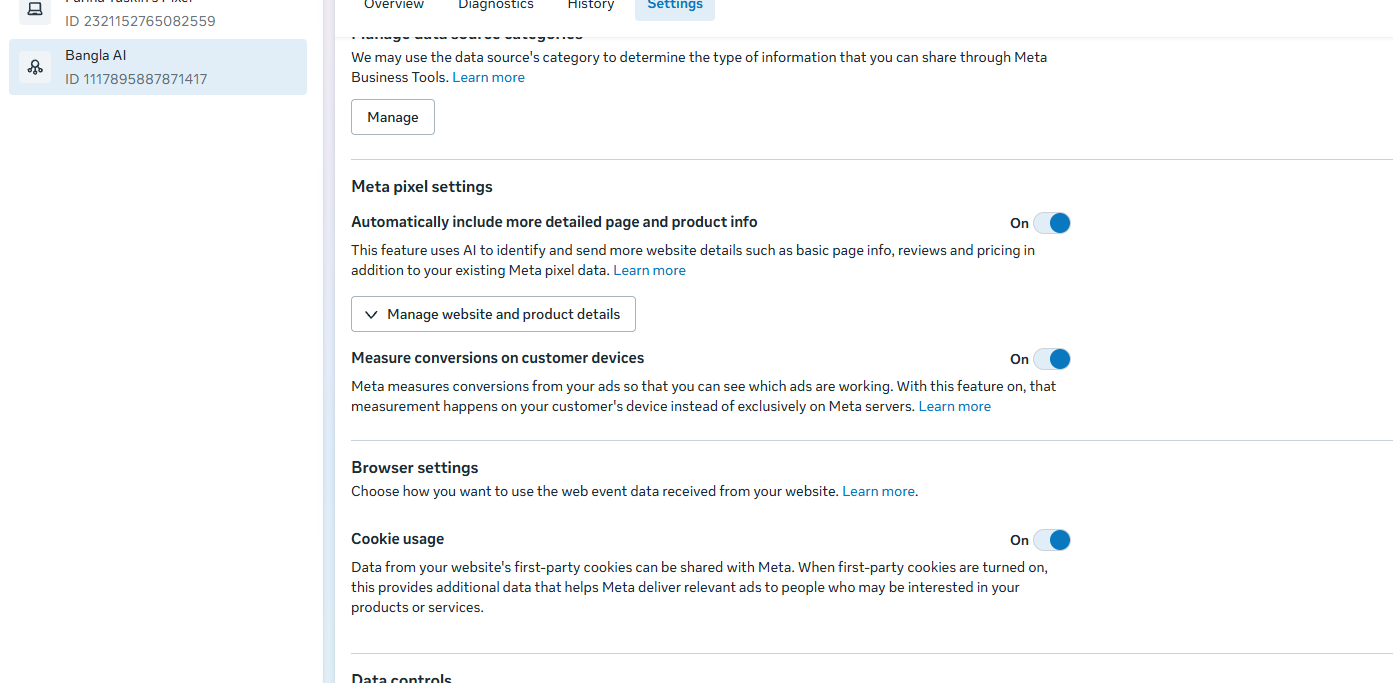 ID 2321152765082559
Bangla AI
ID 1117895887871417
Overview
Diagnostics
History
Settings
Manage data source categories
We may use the data source's category to determine the type of information that you can share through Meta
Business Tools. Learn more
Manage
Meta pixel settings
Automatically include more detailed page and product info
On
This feature uses AI to identify and send more website details such as basic page info, reviews and pricing in
addition to your existing Meta pixel data. Learn more
Manage website and product details
Measure conversions on customer devices
On
Meta measures conversions from your ads so that you can see which ads are working. With this feature on, that
measurement happens on your customer's device instead of exclusively on Meta servers. Learn more
Browser settings
Choose how you want to use the web event data received from your website. Learn more.
Cookie usage
On
Data from your website's first-party cookies can be shared with Meta. When first-party cookies are turned on,
this provides additional data that helps Meta deliver relevant ads to people who may be interested in your
products or services.
Data controls